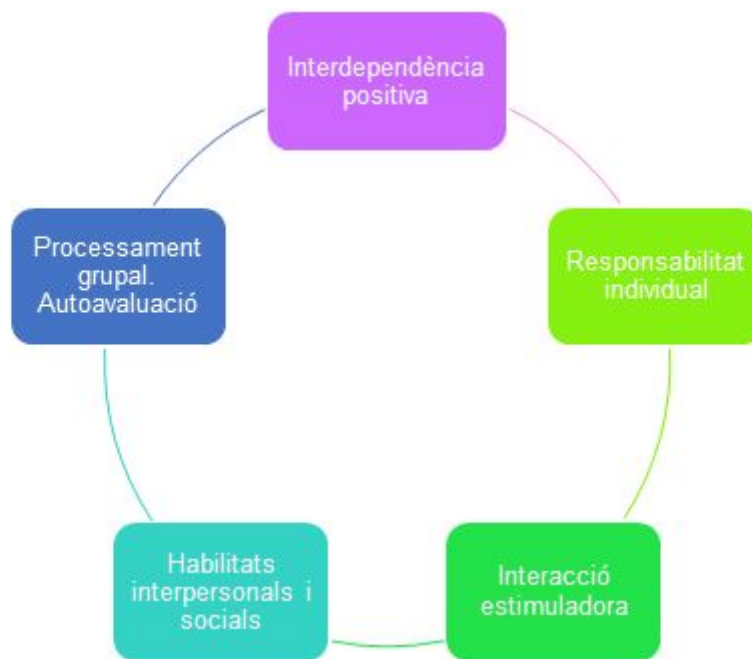 Interdependència
positiva
Responsabilitat
individual
Interacció
estimuladora
Habilitats
interpersonals i
socials
Processament
grupal.
Autoavaluació